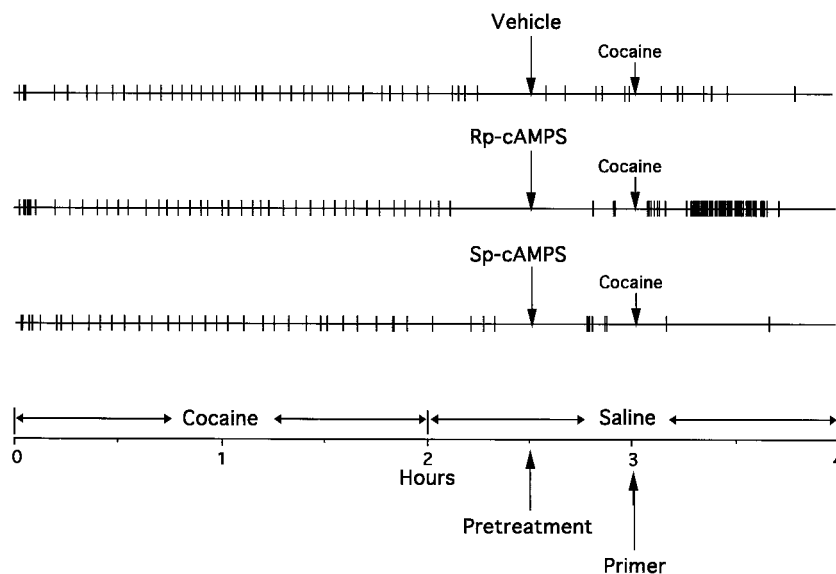 Vehicle
Cocaine
Rp-cAMPS
Cocaine
Sp-cAMPS
Cocaine
Cocaine Saline
0 1 2 3 4
Hours
Pretreatment
Primer